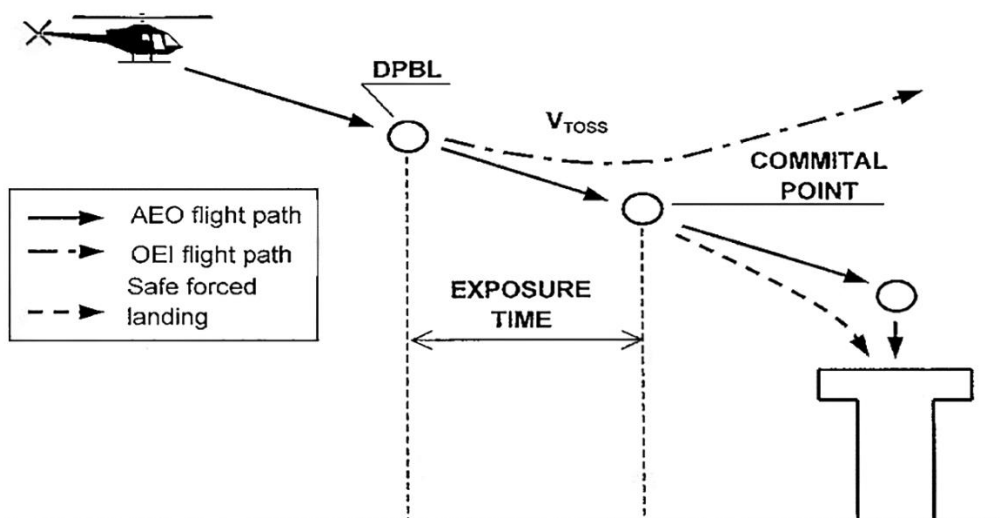 DPBL
VTOSS
COMMITAL
POINT
AEO flight path
OEI flight path
Safe forced
landing
EXPOSURE
TIME